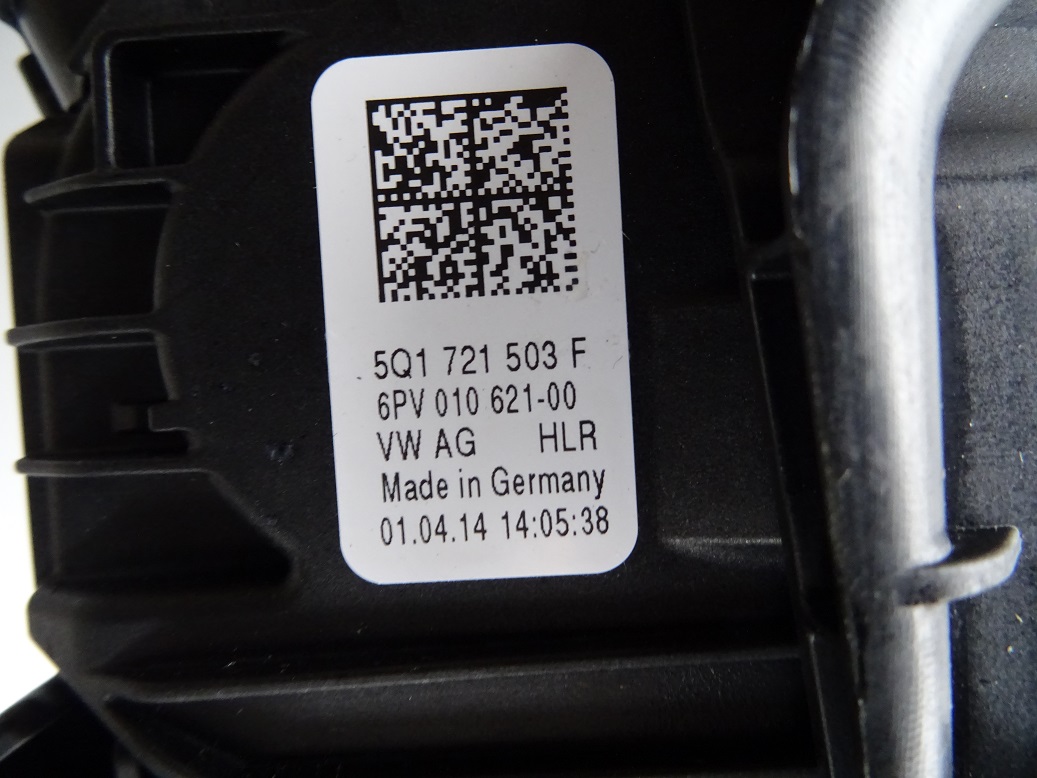 5Q1 721 503 F
6PV 010 621-00
VW AG HLR
Made in Germany
01.04.14 14:05:38